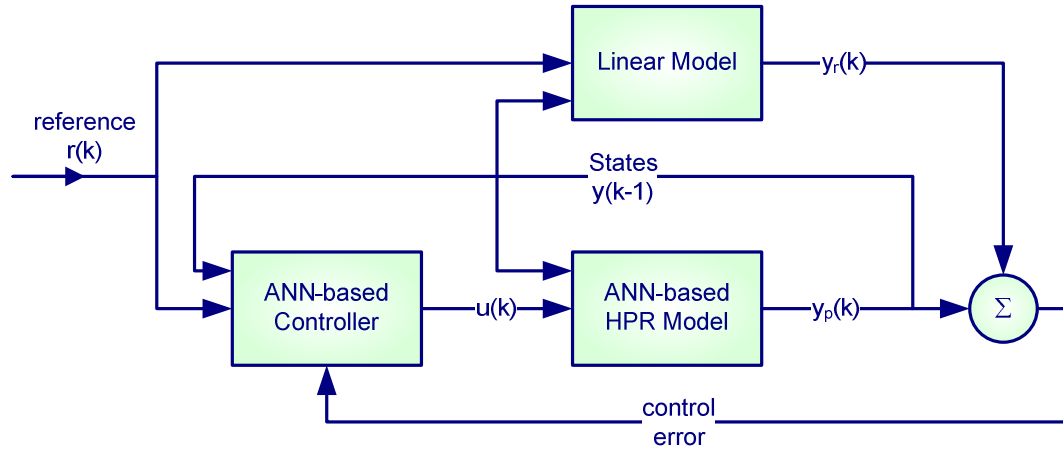 Linear Model
yᵣ(k)
reference
r(k)
States
y(k-1)
ANN-based
Controller
u(k)
ANN-based
HPR Model
yₚ(k)
Σ
control
error